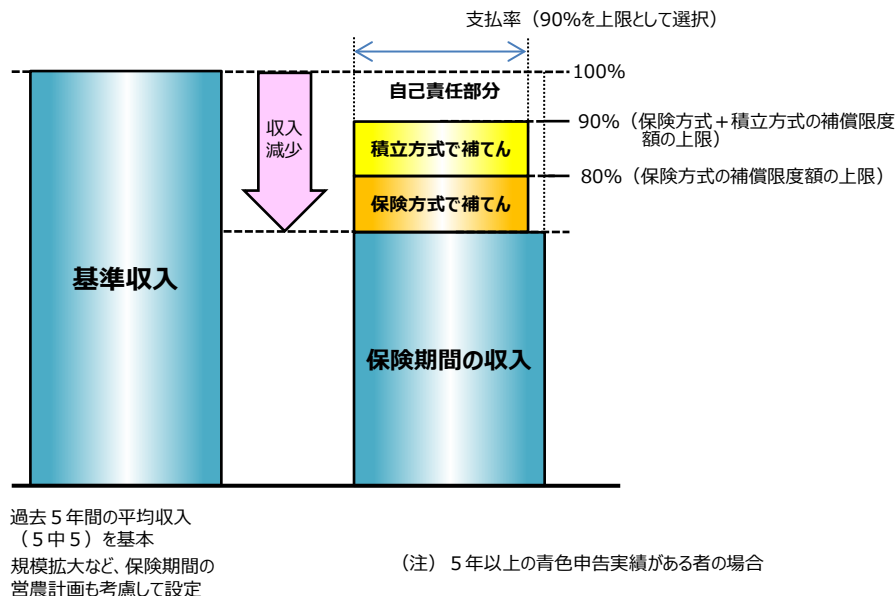 支払率（90%を上限として選択）
100%
自己責任部分
90%（保険方式＋積立方式の補償限度
額の上限）
収入
減少
積立方式で補てん
80%（保険方式の補償限度額の上限）
保険方式で補てん
基準収入
保険期間の収入
過去５年間の平均収入
（５中５）を基本
規模拡大など、保険期間の
営農計画も考慮して設定
（注）５年以上の青色申告実績がある者の場合